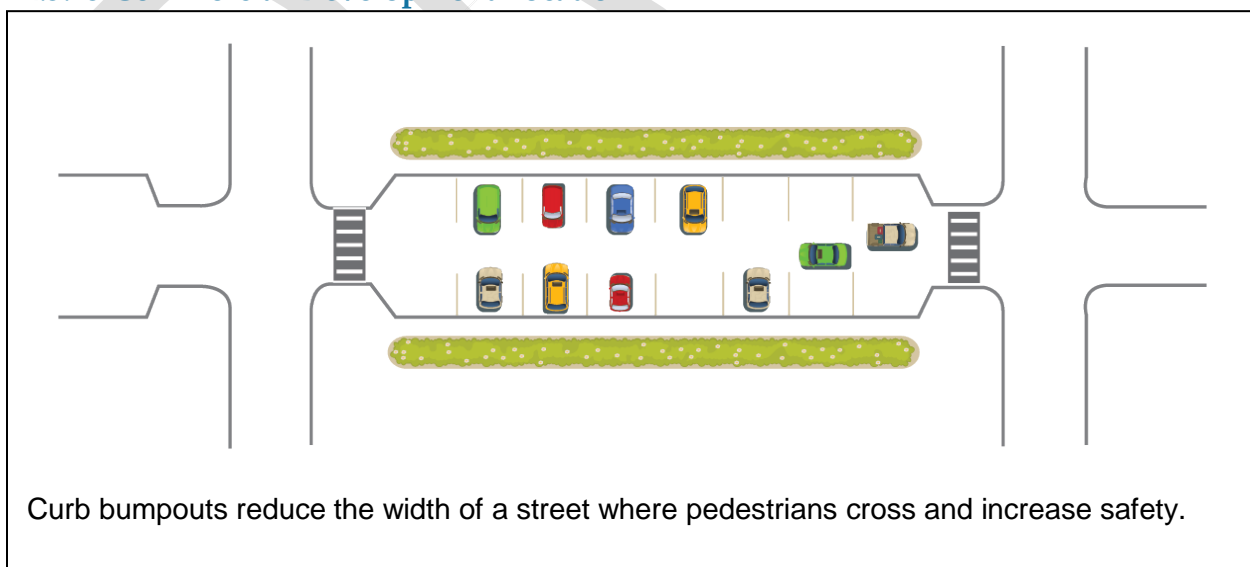 Curb bumpouts reduce the width of a street where pedestrians cross and increase safety.